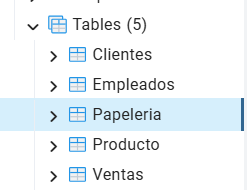 Tables (5)
Clientes
Empleados
Papeleria
Producto
Ventas